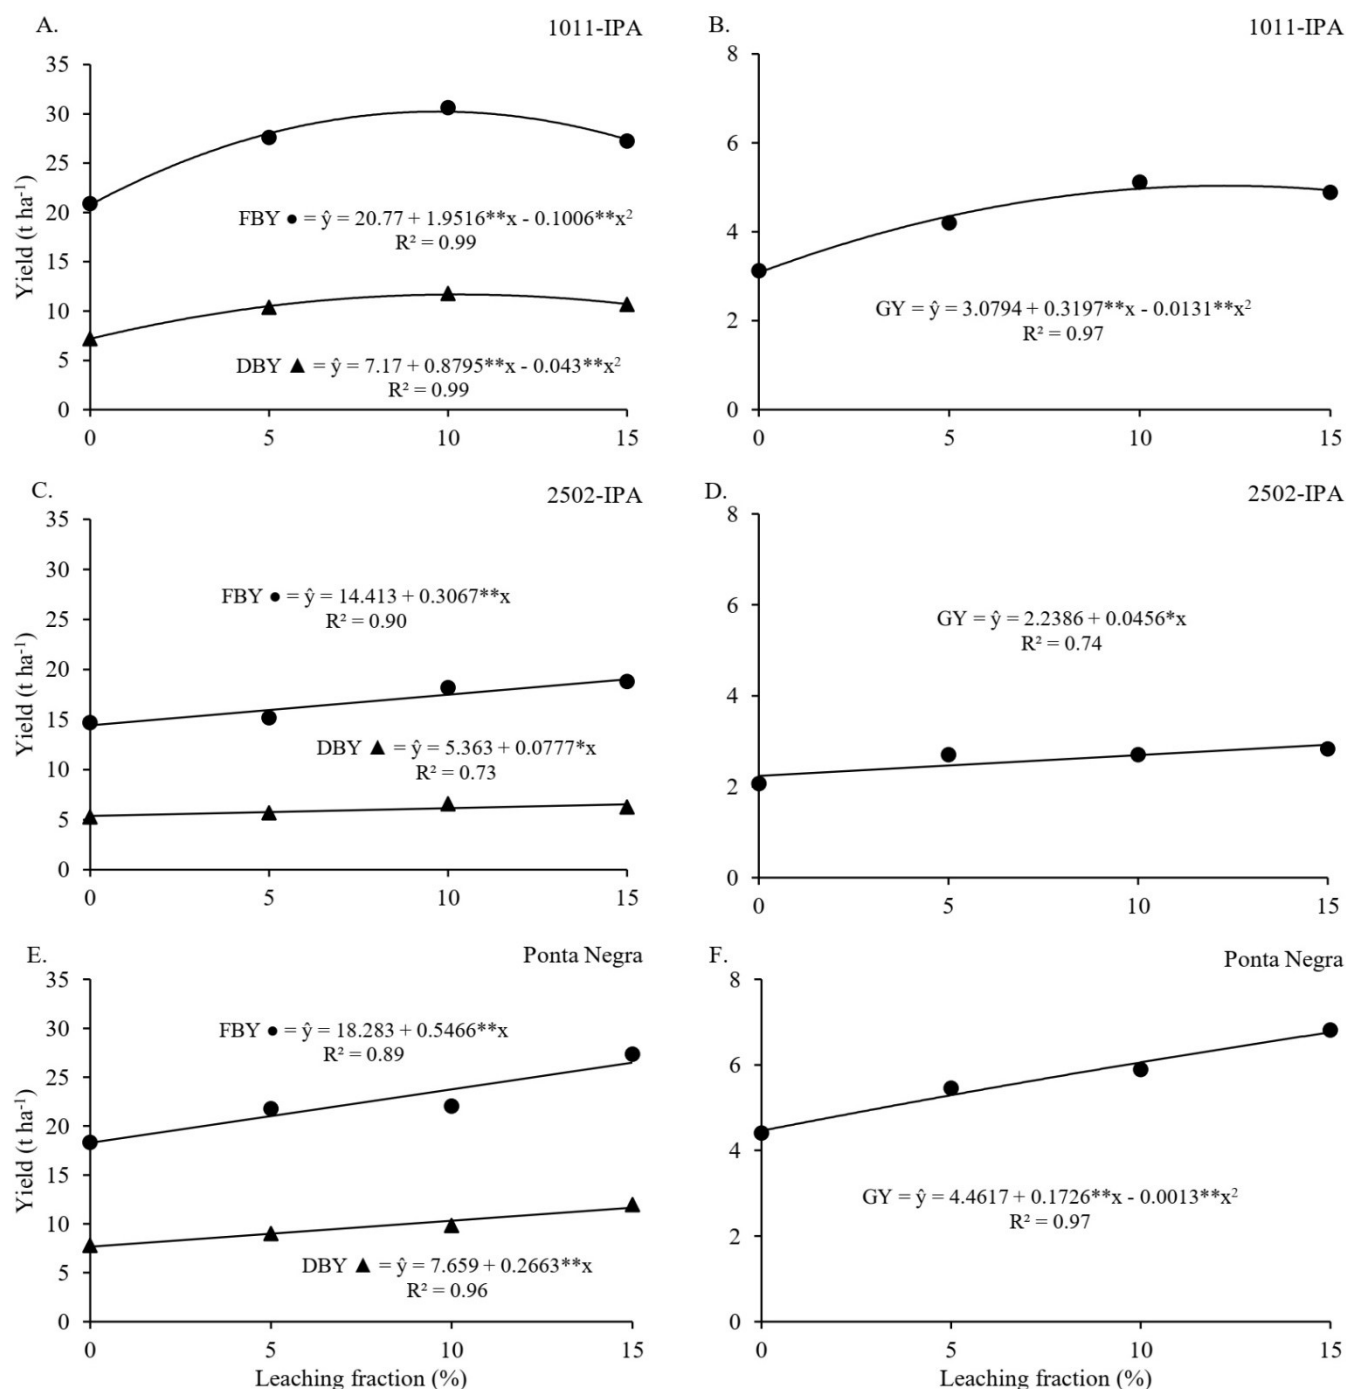 A.
1011-IPA
35
30
25
20
15
10
5
0
Yield (t ha⁻¹)
FBY ● = ŷ = 20.77 + 1.9516**x - 0.1006**x²
R² = 0.99
DBY ▲ = ŷ = 7.17 + 0.8795**x - 0.043**x²
R² = 0.99
0 5 10 15
B.
1011-IPA
8
6
4
2
0
GY = ŷ = 3.0794 + 0.3197**x - 0.0131**x²
R² = 0.97
0 5 10 15
C.
2502-IPA
35
30
25
20
15
10
5
0
Yield (t ha⁻¹)
FBY ● = ŷ = 14.413 + 0.3067**x
R² = 0.90
DBY ▲ = ŷ = 5.363 + 0.0777*x
R² = 0.73
0 5 10 15
D.
2502-IPA
8
6
4
2
0
GY = ŷ = 2.2386 + 0.0456*x
R² = 0.74
0 5 10 15
E.
Ponta Negra
35
30
25
20
15
10
5
0
Yield (t ha⁻¹)
FBY ● = ŷ = 18.283 + 0.5466**x
R² = 0.89
DBY ▲ = ŷ = 7.659 + 0.2663**x
R² = 0.96
0 5 10 15
Leaching fraction (%)
F.
Ponta Negra
8
6
4
2
0
GY = ŷ = 4.4617 + 0.1726**x - 0.0013**x²
R² = 0.97
0 5 10 15
Leaching fraction (%)